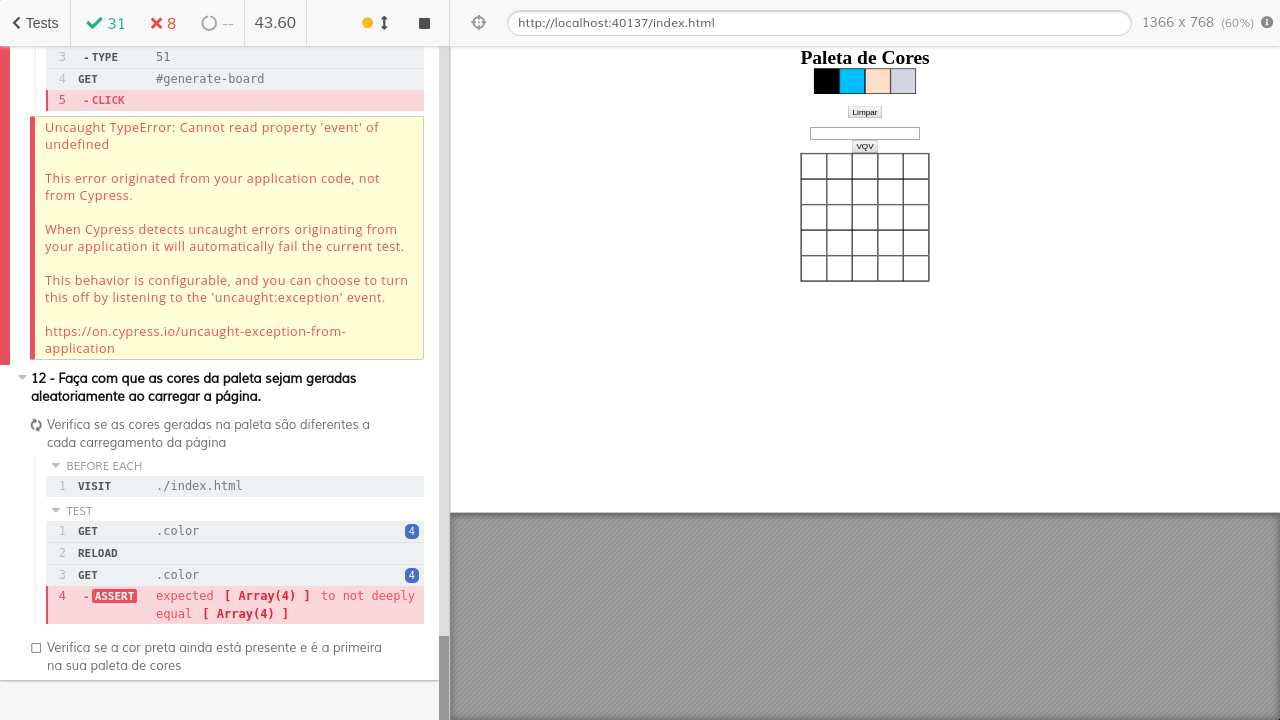 Tests
31
8
--
43.60
http://localhost:40137/index.html
1366 x 768 (60%)
3 - TYPE 51
4 GET #generate-board
5 - CLICK
Uncaught TypeError: Cannot read property 'event' of
undefined
This error originated from your application code, not
from Cypress.
When Cypress detects uncaught errors originating from
your application it will automatically fail the current test.
This behavior is configurable, and you can choose to turn
this off by listening to the 'uncaught:exception' event.
https://on.cypress.io/uncaught-exception-from-
application
12 - Faça com que as cores da paleta sejam geradas
aleatoriamente ao carregar a página.
Verifica se as cores geradas na paleta são diferentes a
cada carregamento da página
BEFORE EACH
1 VISIT ./index.html
TEST
1 GET .color 4
2 RELOAD
3 GET .color 4
4 - ASSERT expected [ Array(4) ] to not deeply
equal [ Array(4) ]
Verifica se a cor preta ainda está presente e é a primeira
na sua paleta de cores
Paleta de Cores
Limpar
VQV